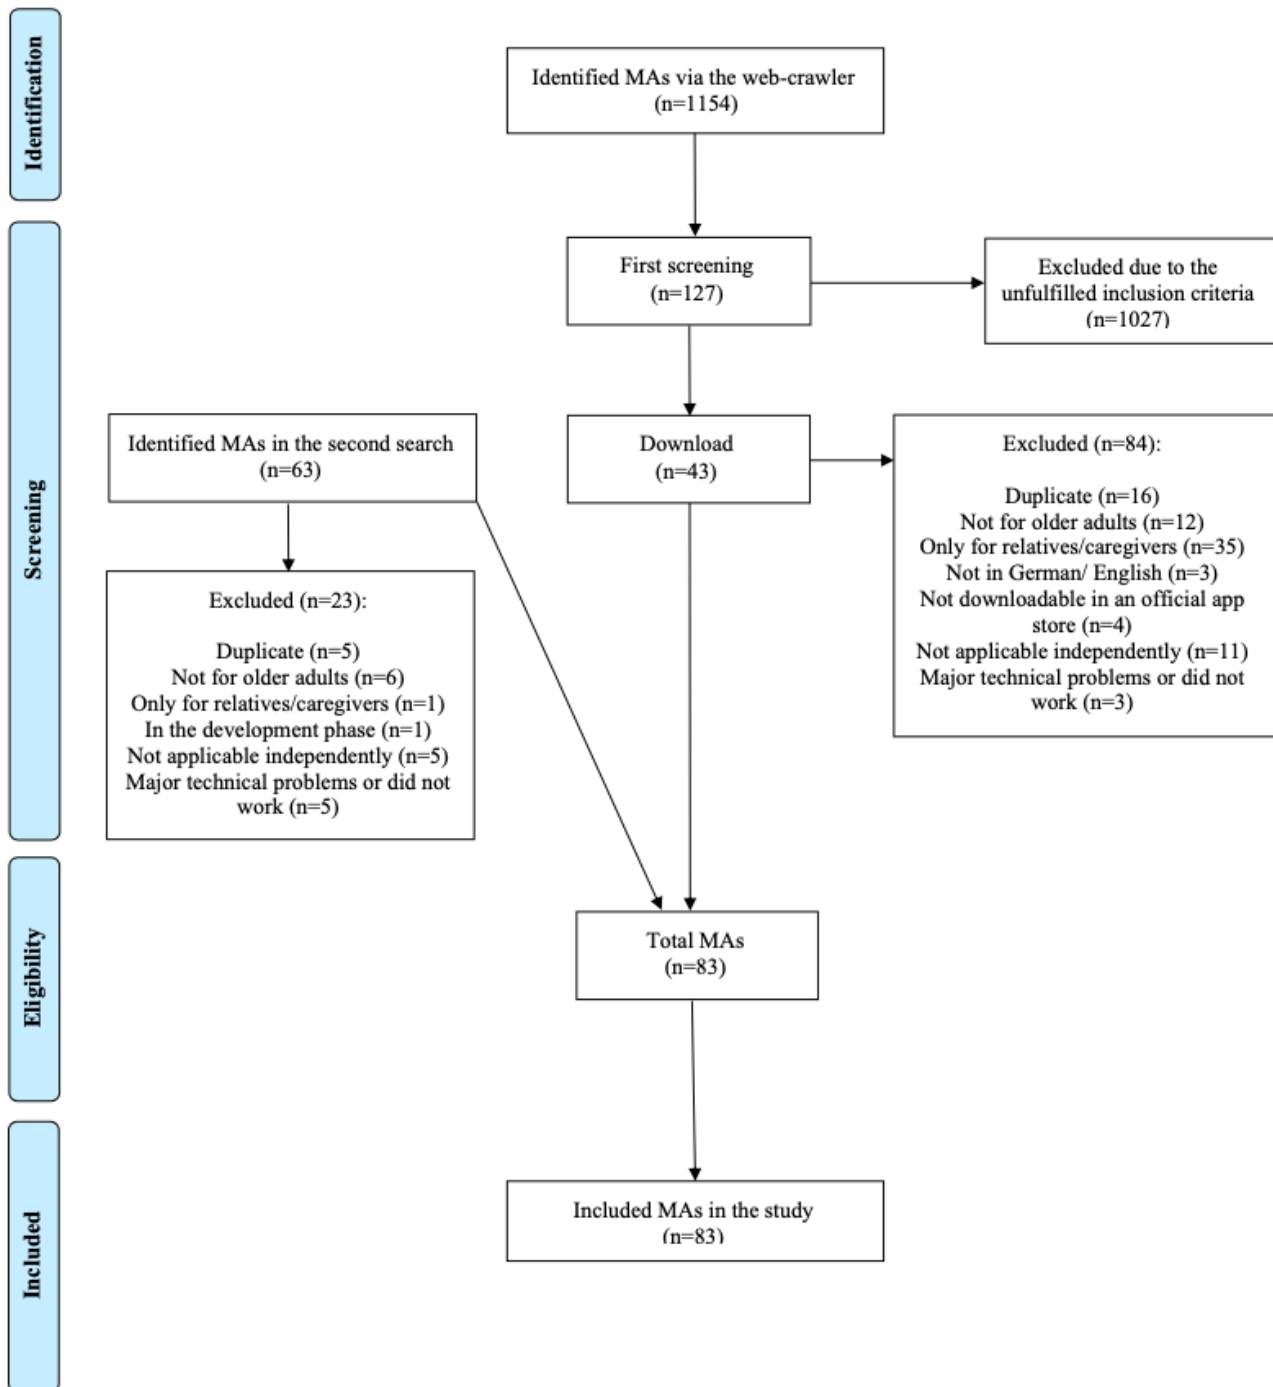 Identification
Identified MAs via the web-crawler
(n=1154)
Screening
First screening
(n=127)
Excluded due to the
unfulfilled inclusion criteria
(n=1027)
Identified MAs in the second search
(n=63)
Download
(n=43)
Excluded (n=84):
Duplicate (n=16)
Not for older adults (n=12)
Only for relatives/caregivers (n=35)
Not in German/ English (n=3)
Not downloadable in an official app
store (n=4)
Not applicable independently (n=11)
Major technical problems or did not
work (n=3)
Excluded (n=23):
Duplicate (n=5)
Not for older adults (n=6)
Only for relatives/caregivers (n=1)
In the development phase (n=1)
Not applicable independently (n=5)
Major technical problems or did not
work (n=5)
Eligibility
Total MAs
(n=83)
Included
Included MAs in the study
(n=83)